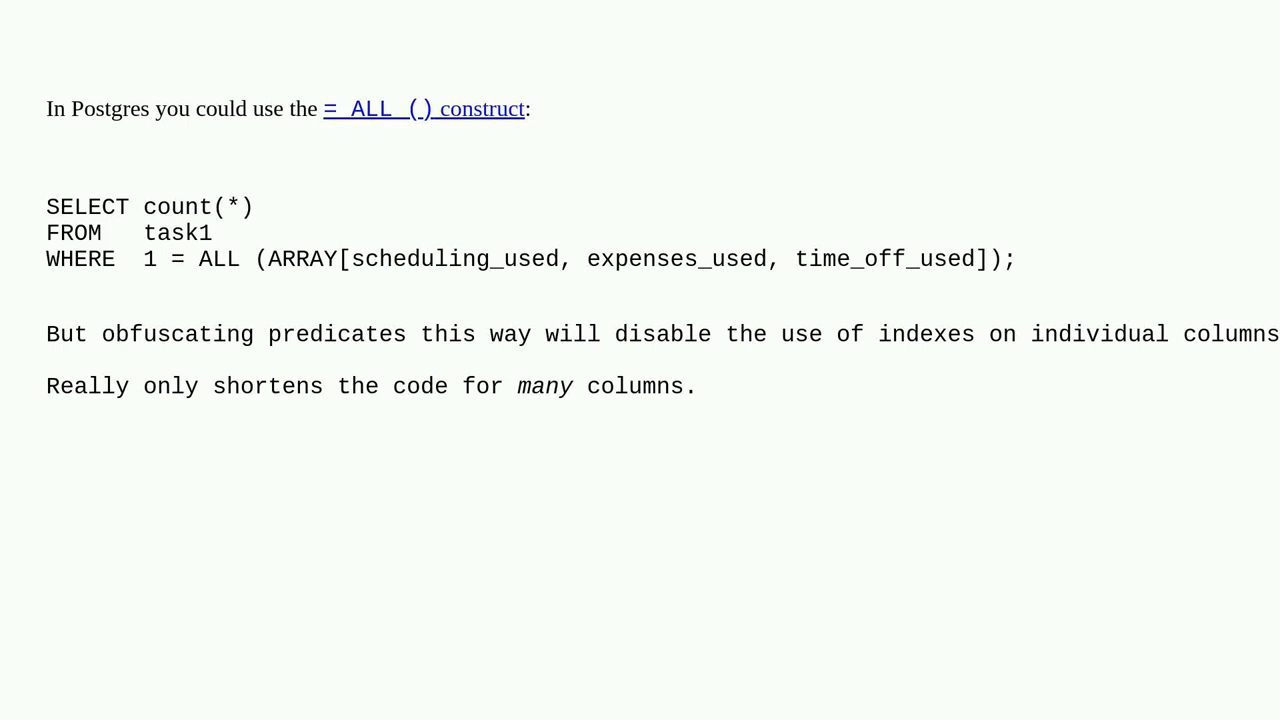 In Postgres you could use the = ALL () construct:
SELECT count(*)
FROM   task1
WHERE  1 = ALL (ARRAY[scheduling_used, expenses_used, time_off_used]);
But obfuscating predicates this way will disable the use of indexes on individual columns
Really only shortens the code for many columns.